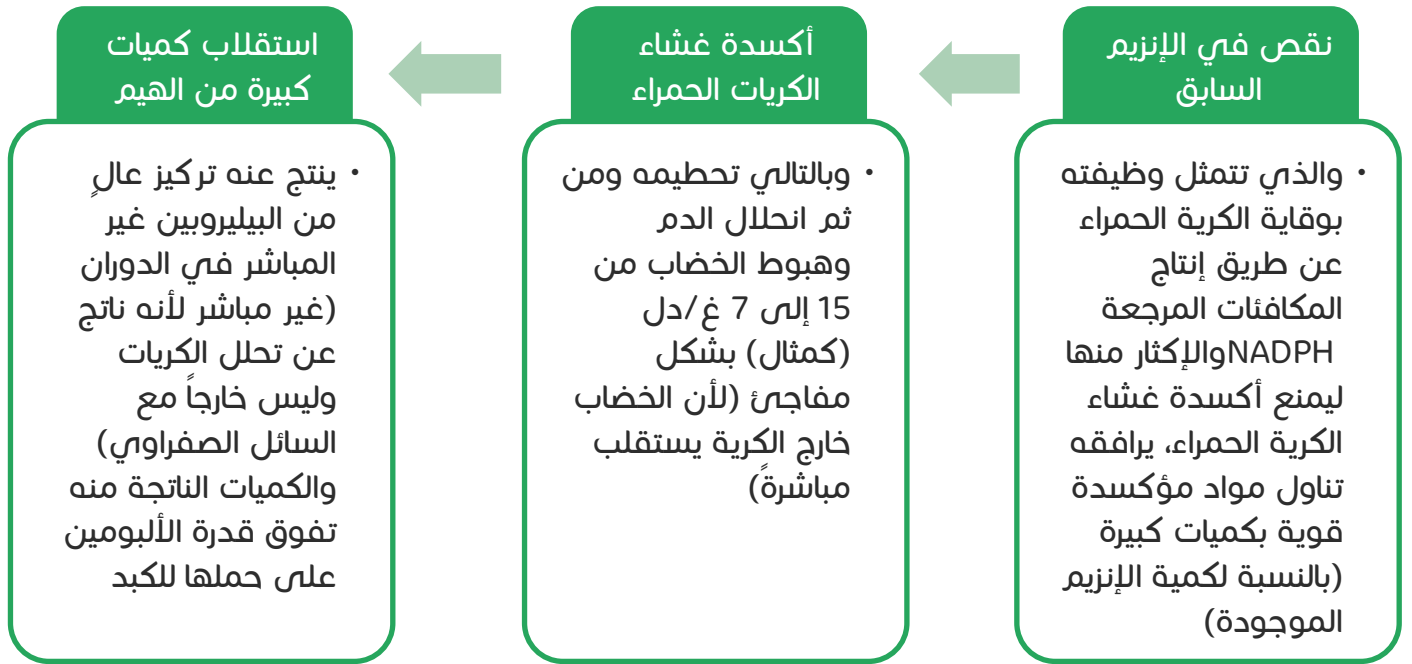 نقص في الإنزيم
السابق
• والذي تتمثل وظيفته
بوقاية الكرية الحمراء
عن طريق إنتاج
المكافئات المرجعة
NADPHوالإكثار منها
ليمنع أكسدة غشاء
الكرية الحمراء، يرافقه
تناول مواد مؤكسدة
قوية بكميات كبيرة
(بالنسبة لكمية الإنزيم
الموجودة)
أكسدة غشاء
الكريات الحمراء
• وبالتالي تحطيمه ومن
ثم انحلال الدم
وهبوط الخضاب من
15 إلى 7 غ/دل
(كمثال) بشكل
مفاجئ (لأن الخضاب
خارج الكرية يستقلب
مباشرةً)
استقلاب كميات
كبيرة من الهيم
• ينتج عنه تركيز عالٍ
من البيليروبين غير
المباشر في الدوران
(غير مباشر لأنه ناتج
عن تحلل الكريات
وليس خارجاً مع
السائل الصفراوي)
والكميات الناتجة منه
تفوق قدرة الألبومين
على حملها للكبد